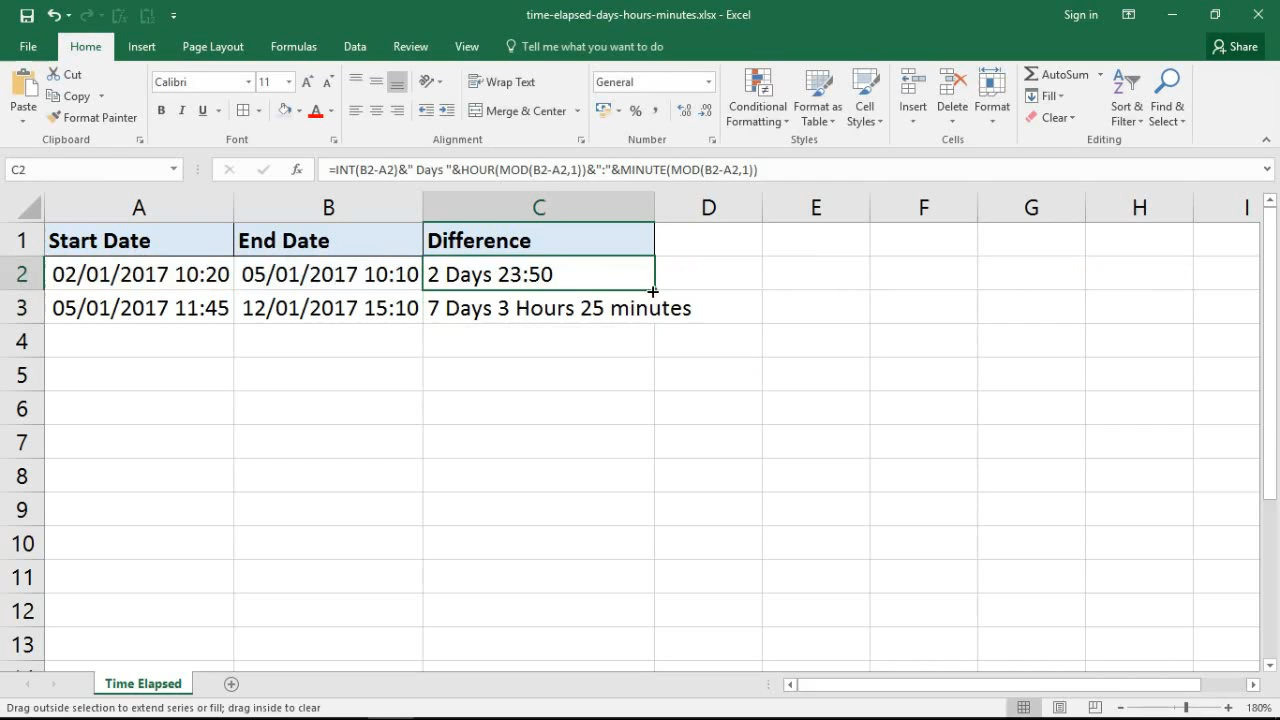 time-elapsed-days-hours-minutes.xlsx - Excel
Sign in
File Home Insert Page Layout Formulas Data Review View Tell me what you want to do Share
Paste
Cut
Copy
Format Painter
Clipboard
Calibri 11
B I U A
Font
Wrap Text
Merge & Center
Alignment
General
%
Number
Conditional Formatting
Format as Table
Cell Styles
Styles
Insert
Delete
Format
Cells
AutoSum
Fill
Clear
Sort & Filter
Find & Select
Editing
C2 fx =INT(B2-A2)&" Days "&HOUR(MOD(B2-A2,1))&":"&MINUTE(MOD(B2-A2,1))
A B C D E F G H I
1 Start Date End Date Difference
2 02/01/2017 10:20 05/01/2017 10:10 2 Days 23:50
3 05/01/2017 11:45 12/01/2017 15:10 7 Days 3 Hours 25 minutes
4
5
6
7
8
9
10
11
12
13
Time Elapsed
Drag outside selection to extend series or fill; drag inside to clear
180%